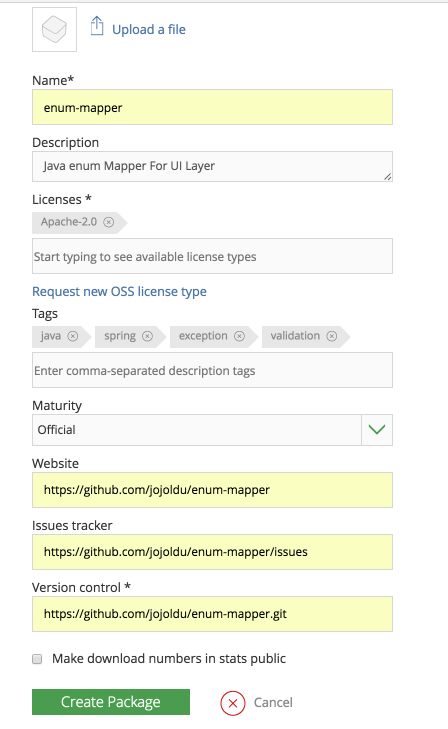 Upload a file
Name*
enum-mapper
Description
Java enum Mapper For UI Layer
Licenses *
Apache-2.0
Start typing to see available license types
Request new OSS license type
Tags
java spring exception validation
Enter comma-separated description tags
Maturity
Official
Website
https://github.com/jojoldu/enum-mapper
Issues tracker
https://github.com/jojoldu/enum-mapper/issues
Version control *
https://github.com/jojoldu/enum-mapper.git
Make download numbers in stats public
Create Package Cancel